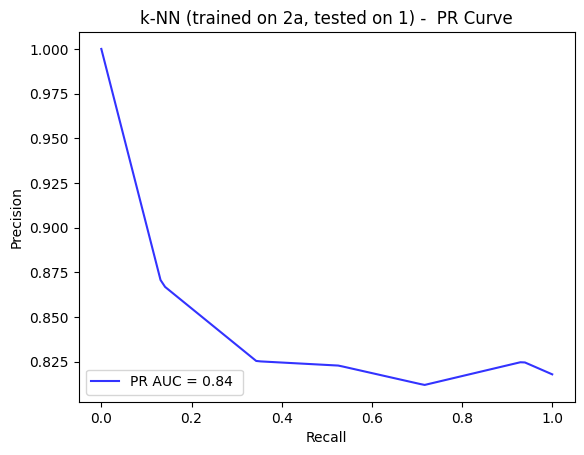 k-NN (trained on 2a, tested on 1) -  PR Curve
1.000
0.975
0.950
0.925
0.900
0.875
0.850
0.825
Precision
PR AUC = 0.84
0.0 0.2 0.4 0.6 0.8 1.0
Recall